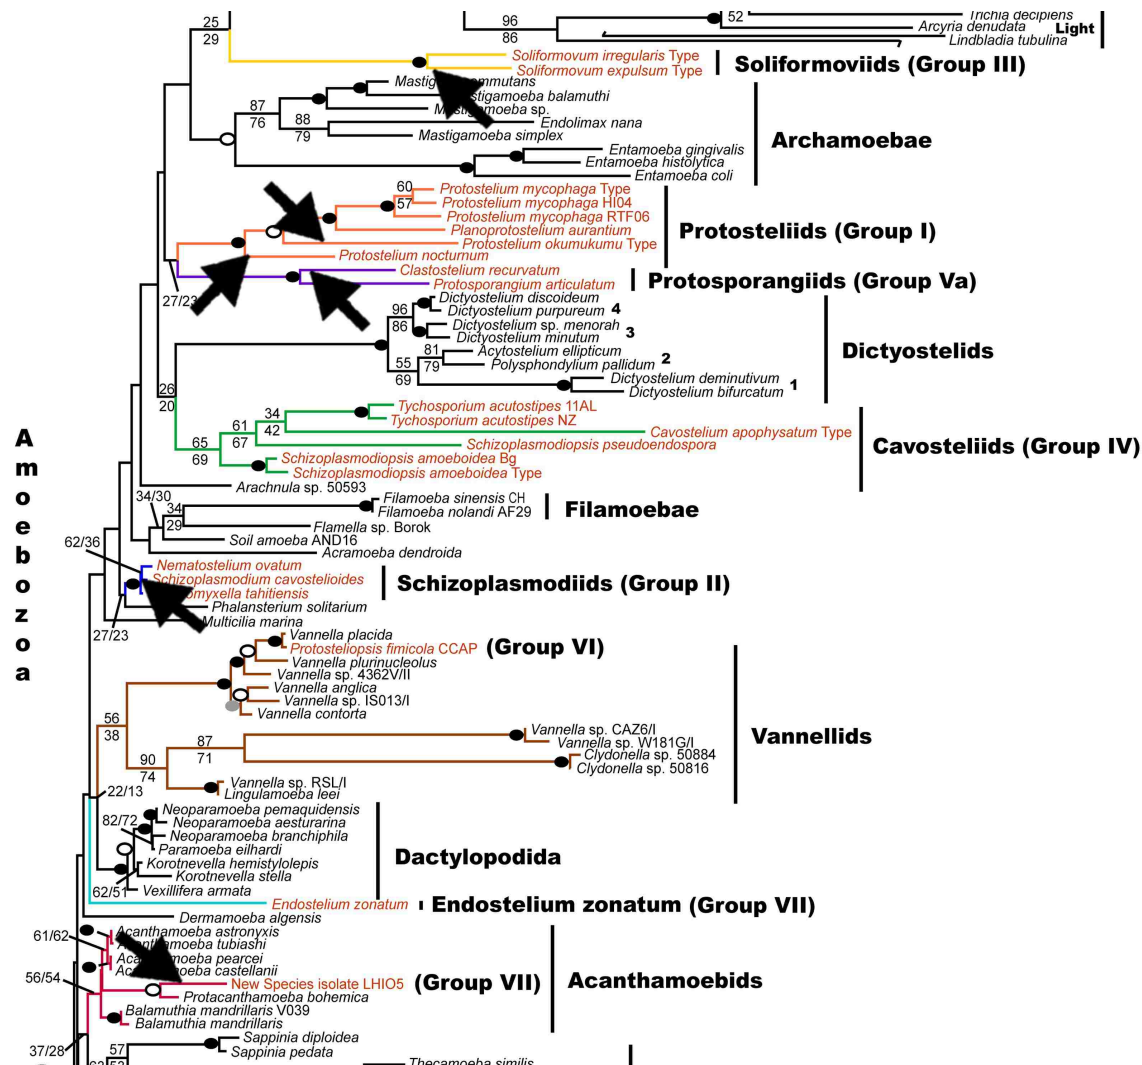 25
29
96
86
52
Trichia decipiens
Arcyria denudata
Lindbladia tubulina
Light
Soliformovum irregularis Type
Soliformovum expulsum Type
Soliformoviids (Group III)
87
76
88
79
Mastigamoeba balamuthi
Mastigamoeba sp.
Endolimax nana
Mastigamoeba simplex
Entamoeba gingivalis
Entamoeba histolytica
Entamoeba coli
Archamoebae
60
57
Protostelium mycophaga Type
Protostelium mycophaga HI04
Protostelium mycophaga RTF06
Planoprotostelium aurantium
Protostelium okumukumu Type
Protostelium nocturnum
Protosteliids (Group I)
Clastostelium recurvatum
Protosporangium articulatum
Protosporangiids (Group Va)
27/23
96
86
55
69
81
79
Dictyostelium discoideum
Dictyostelium purpureum 4
Dictyostelium sp. menorah
Dictyostelium minutum 3
Acytostelium ellipticum
Polysphondylium pallidum 2
Dictyostelium deminutivum
Dictyostelium bifurcatum 1
Dictyostelids
26
20
65
69
61
67
34
42
Tychosporium acutostipes 11AL
Tychosporium acutostipes NZ
Cavostelium apophysatum Type
Schizoplasmodiopsis pseudoendospora
Schizoplasmodiopsis amoeboidea Bg
Schizoplasmodiopsis amoeboidea Type
Cavosteliids (Group IV)
Amoebozoa
Arachnula sp. 50593
34/30
34
29
Filamoeba sinensis CH
Filamoeba nolandi AF29
Flamella sp. Borok
Soil amoeba AND16
Acramoeba dendroida
Filamoebae
62/36
Nematostelium ovatum
Schizoplasmodium cavostelioides
tahitiensis
Schizoplasmodiids (Group II)
Phalansterium solitarium
Multicilia marina
27/23
Vannella placida
Protosteliopsis fimicola CCAP (Group VI)
Vannella plurinucleolus
Vannella sp. 4362V/II
Vannella anglica
Vannella sp. IS013/I
Vannella contorta
56
38
87
71
90
74
Vannella sp. CAZ6/I
Vannella sp. W181G/I
Clydonella sp. 50884
Clydonella sp. 50816
Vannella sp. RSL/I
Lingulamoeba leei
Vannellids
22/13
82/72
62/51
Neoparamoeba pemaquidensis
Neoparamoeba aesturarina
Neoparamoeba branchiphila
Paramoeba eilhardi
Korotnevella hemistylolepis
Korotnevella stella
Vexillifera armata
Dactylopodida
Endostelium zonatum
Endostelium zonatum (Group VII)
Dermamoeba algensis
61/62
56/54
Acanthamoeba astronyxis
Acanthamoeba tubiashi
Acanthamoeba pearcei
Acanthamoeba castellanii
New Species isolate LHIO5 (Group VII)
Protacanthamoeba bohemica
Balamuthia mandrillaris V039
Balamuthia mandrillaris
Acanthamoebids
37/28
57
Sappinia diploidea
Sappinia pedata
Thecamoeba similis